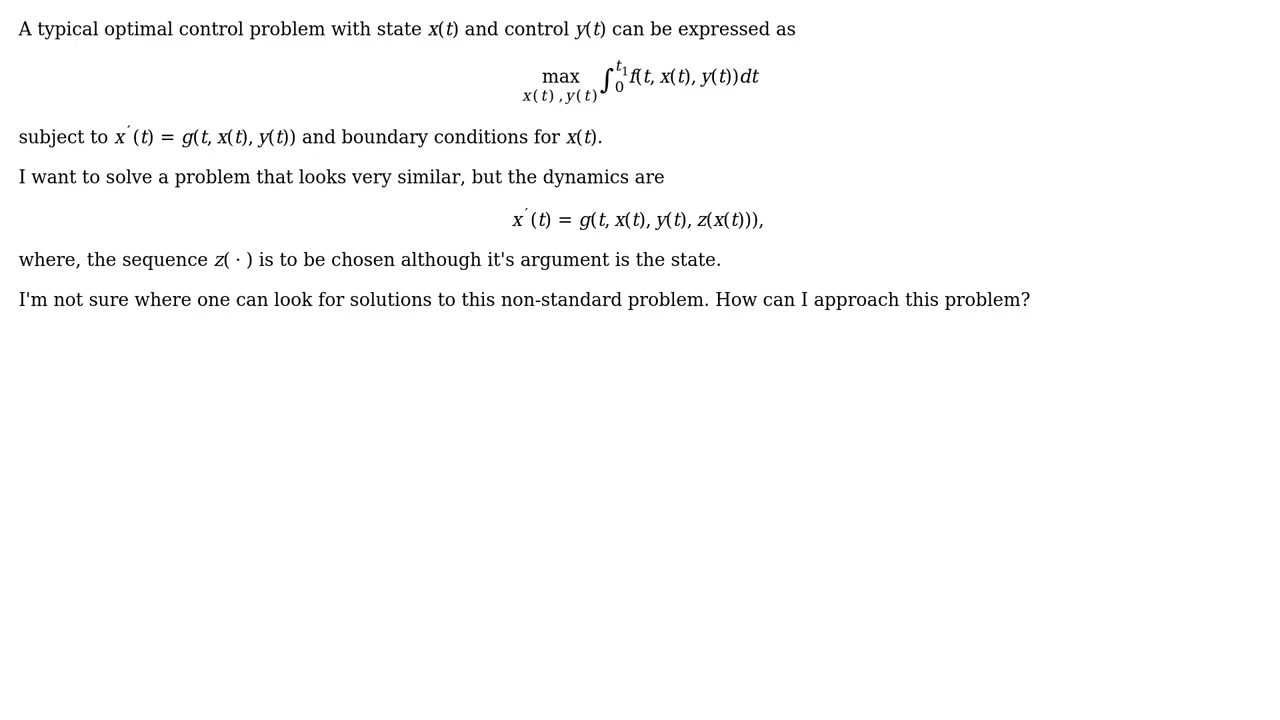 A typical optimal control problem with state x(t) and control y(t) can be expressed as
max_{x(t),y(t)} ∫_0^{t_1} f(t, x(t), y(t))dt
subject to x′(t) = g(t, x(t), y(t)) and boundary conditions for x(t).
I want to solve a problem that looks very similar, but the dynamics are
x′(t) = g(t, x(t), y(t), z(x(t))),
where, the sequence z( · ) is to be chosen although it's argument is the state.
I'm not sure where one can look for solutions to this non-standard problem. How can I approach this problem?